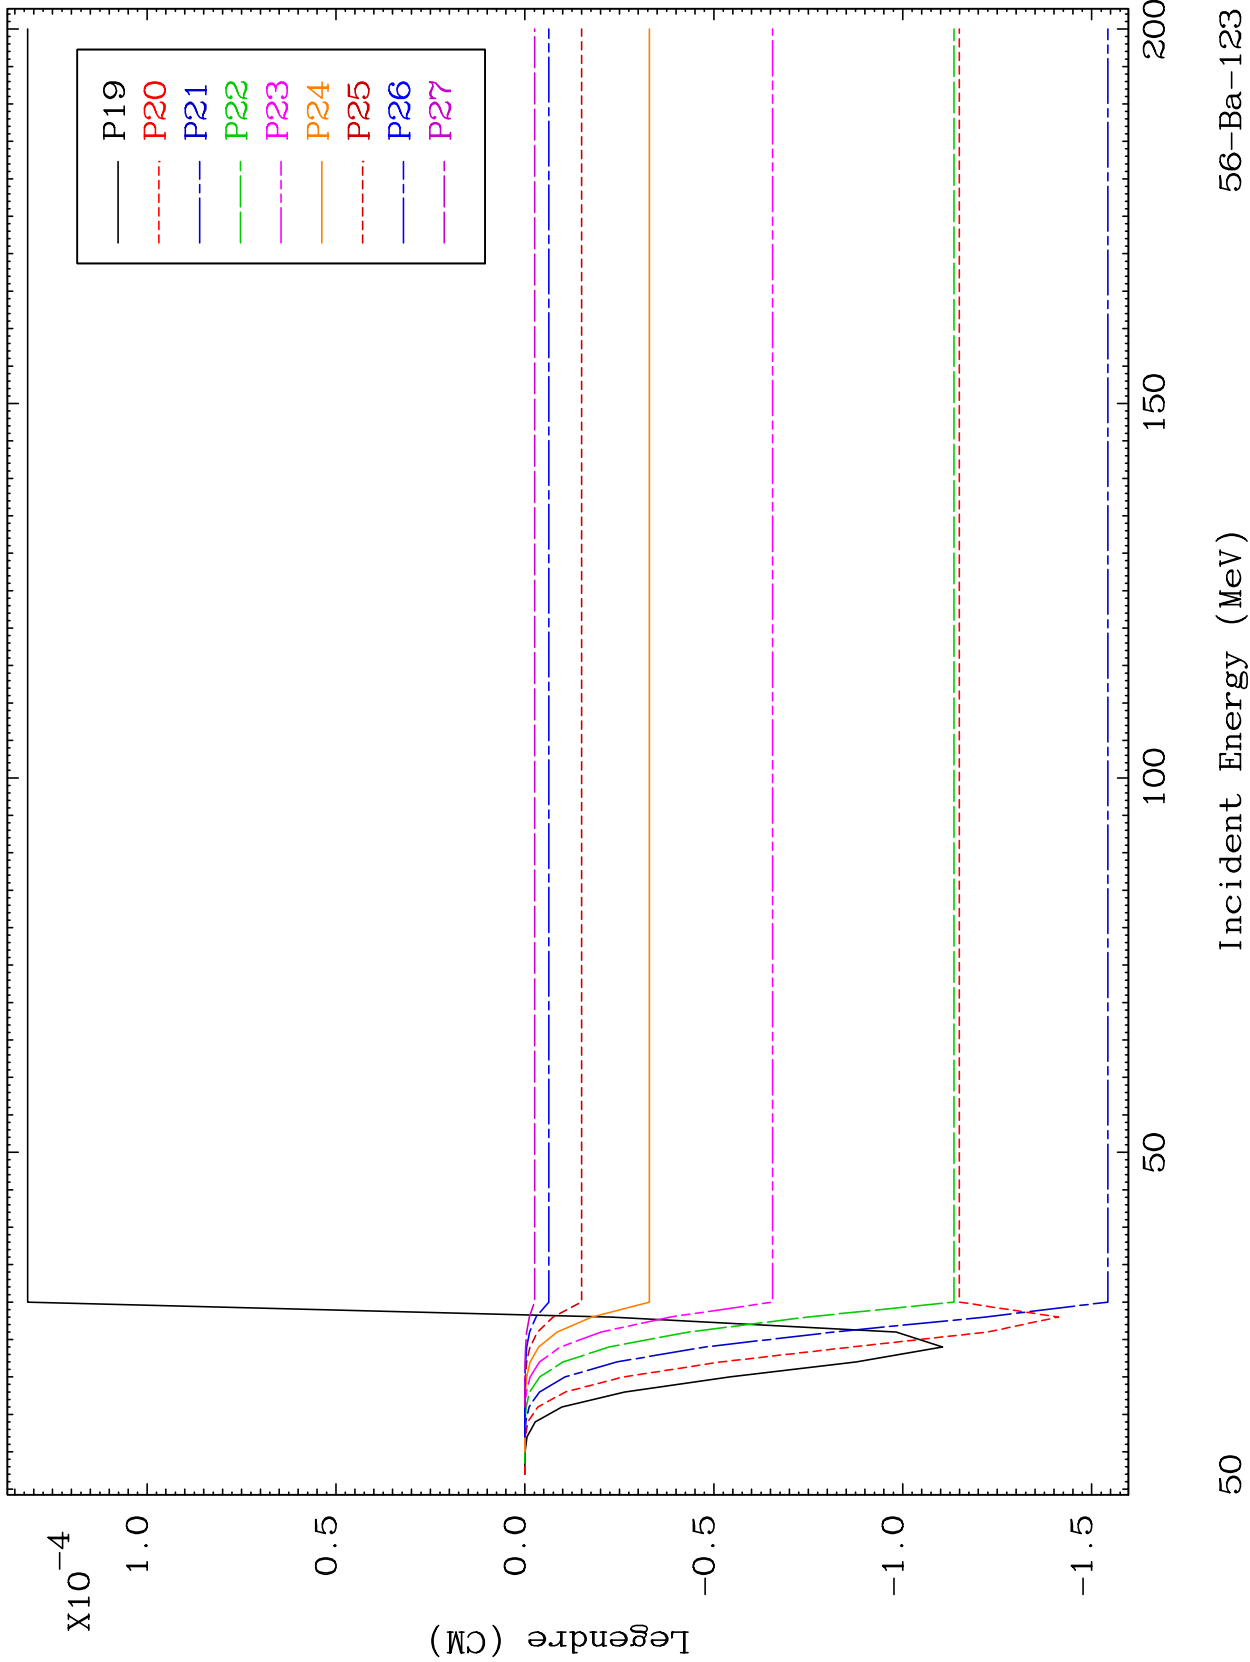 X10-4
1.0
0.5
0.0
-0.5
-1.0
-1.5
Legendre (CM)
P19
P20
P21
P22
P23
P24
P25
P26
P27
50
100
150
200
Incident Energy (MeV)
50
56-Ba-123